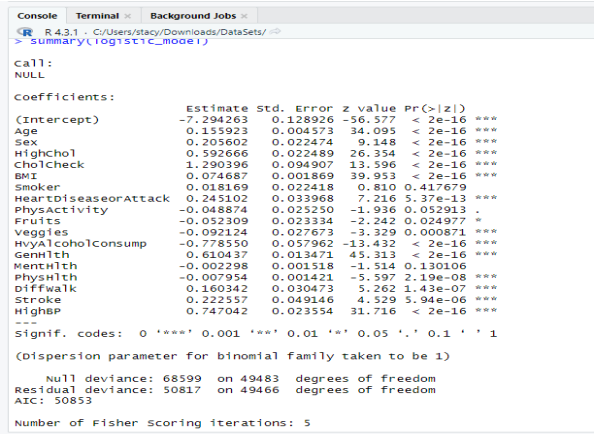 Console Terminal × Background Jobs ×
R 4.3.1 · C:/Users/stacy/Downloads/DataSets/
> summary(logistic_model)
Call:
NULL
Coefficients:
Estimate Std. Error z value Pr(>|z|)
(Intercept) -7.294263 0.128926 -56.577 < 2e-16 ***
Age 0.155923 0.004573 34.095 < 2e-16 ***
Sex 0.205602 0.022474 9.148 < 2e-16 ***
HighChol 0.592666 0.022489 26.354 < 2e-16 ***
CholCheck 1.290396 0.094907 13.596 < 2e-16 ***
BMI 0.074687 0.001869 39.953 < 2e-16 ***
Smoker 0.018169 0.022418 0.810 0.417679
HeartDiseaseorAttack 0.245102 0.033968 7.216 5.37e-13 ***
PhysActivity -0.048874 0.025250 -1.936 0.052913 .
Fruits -0.052309 0.023334 -2.242 0.024977 *
Veggies -0.092124 0.027673 -3.329 0.000871 ***
HvyAlcoholConsump -0.778550 0.057962 -13.432 < 2e-16 ***
GenHlth 0.610437 0.013471 45.313 < 2e-16 ***
MentHlth -0.002298 0.001518 -1.514 0.130106
PhysHlth -0.007954 0.001421 -5.597 2.19e-08 ***
DiffWalk 0.160342 0.030473 5.262 1.43e-07 ***
Stroke 0.222557 0.049146 4.529 5.94e-06 ***
HighBP 0.747042 0.023554 31.716 < 2e-16 ***
---
Signif. codes: 0 '***' 0.001 '**' 0.01 '*' 0.05 '.' 0.1 ' ' 1
(Dispersion parameter for binomial family taken to be 1)
Null deviance: 68599 on 49483 degrees of freedom
Residual deviance: 50817 on 49466 degrees of freedom
AIC: 50853
Number of Fisher Scoring iterations: 5